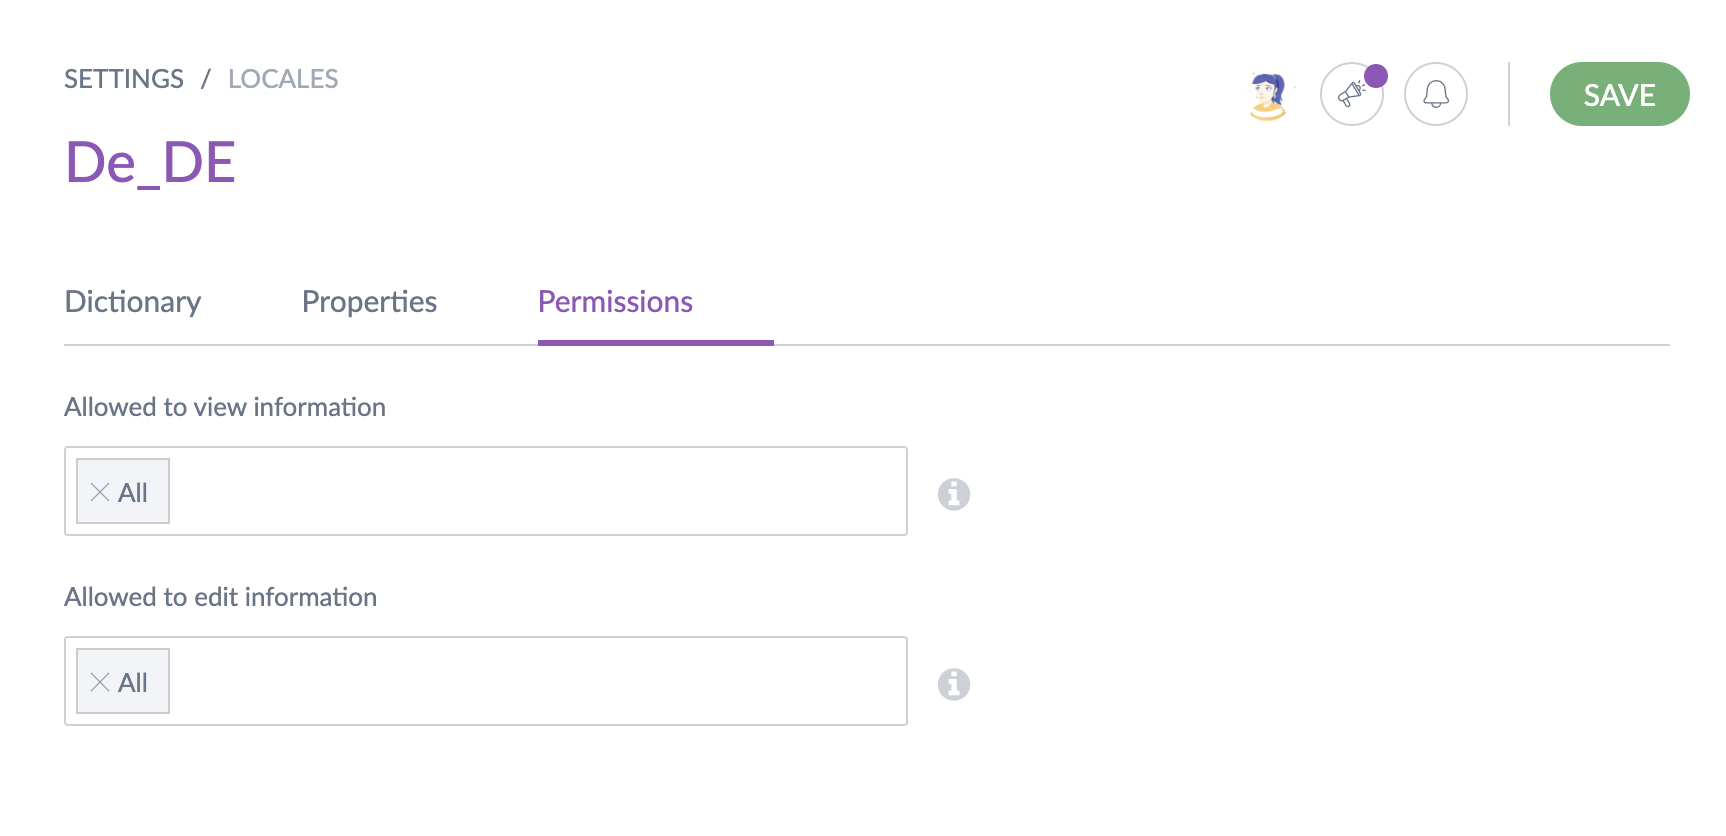 SETTINGS / LOCALES
SAVE
De_DE
Dictionary Properties Permissions
Allowed to view information
All
Allowed to edit information
All